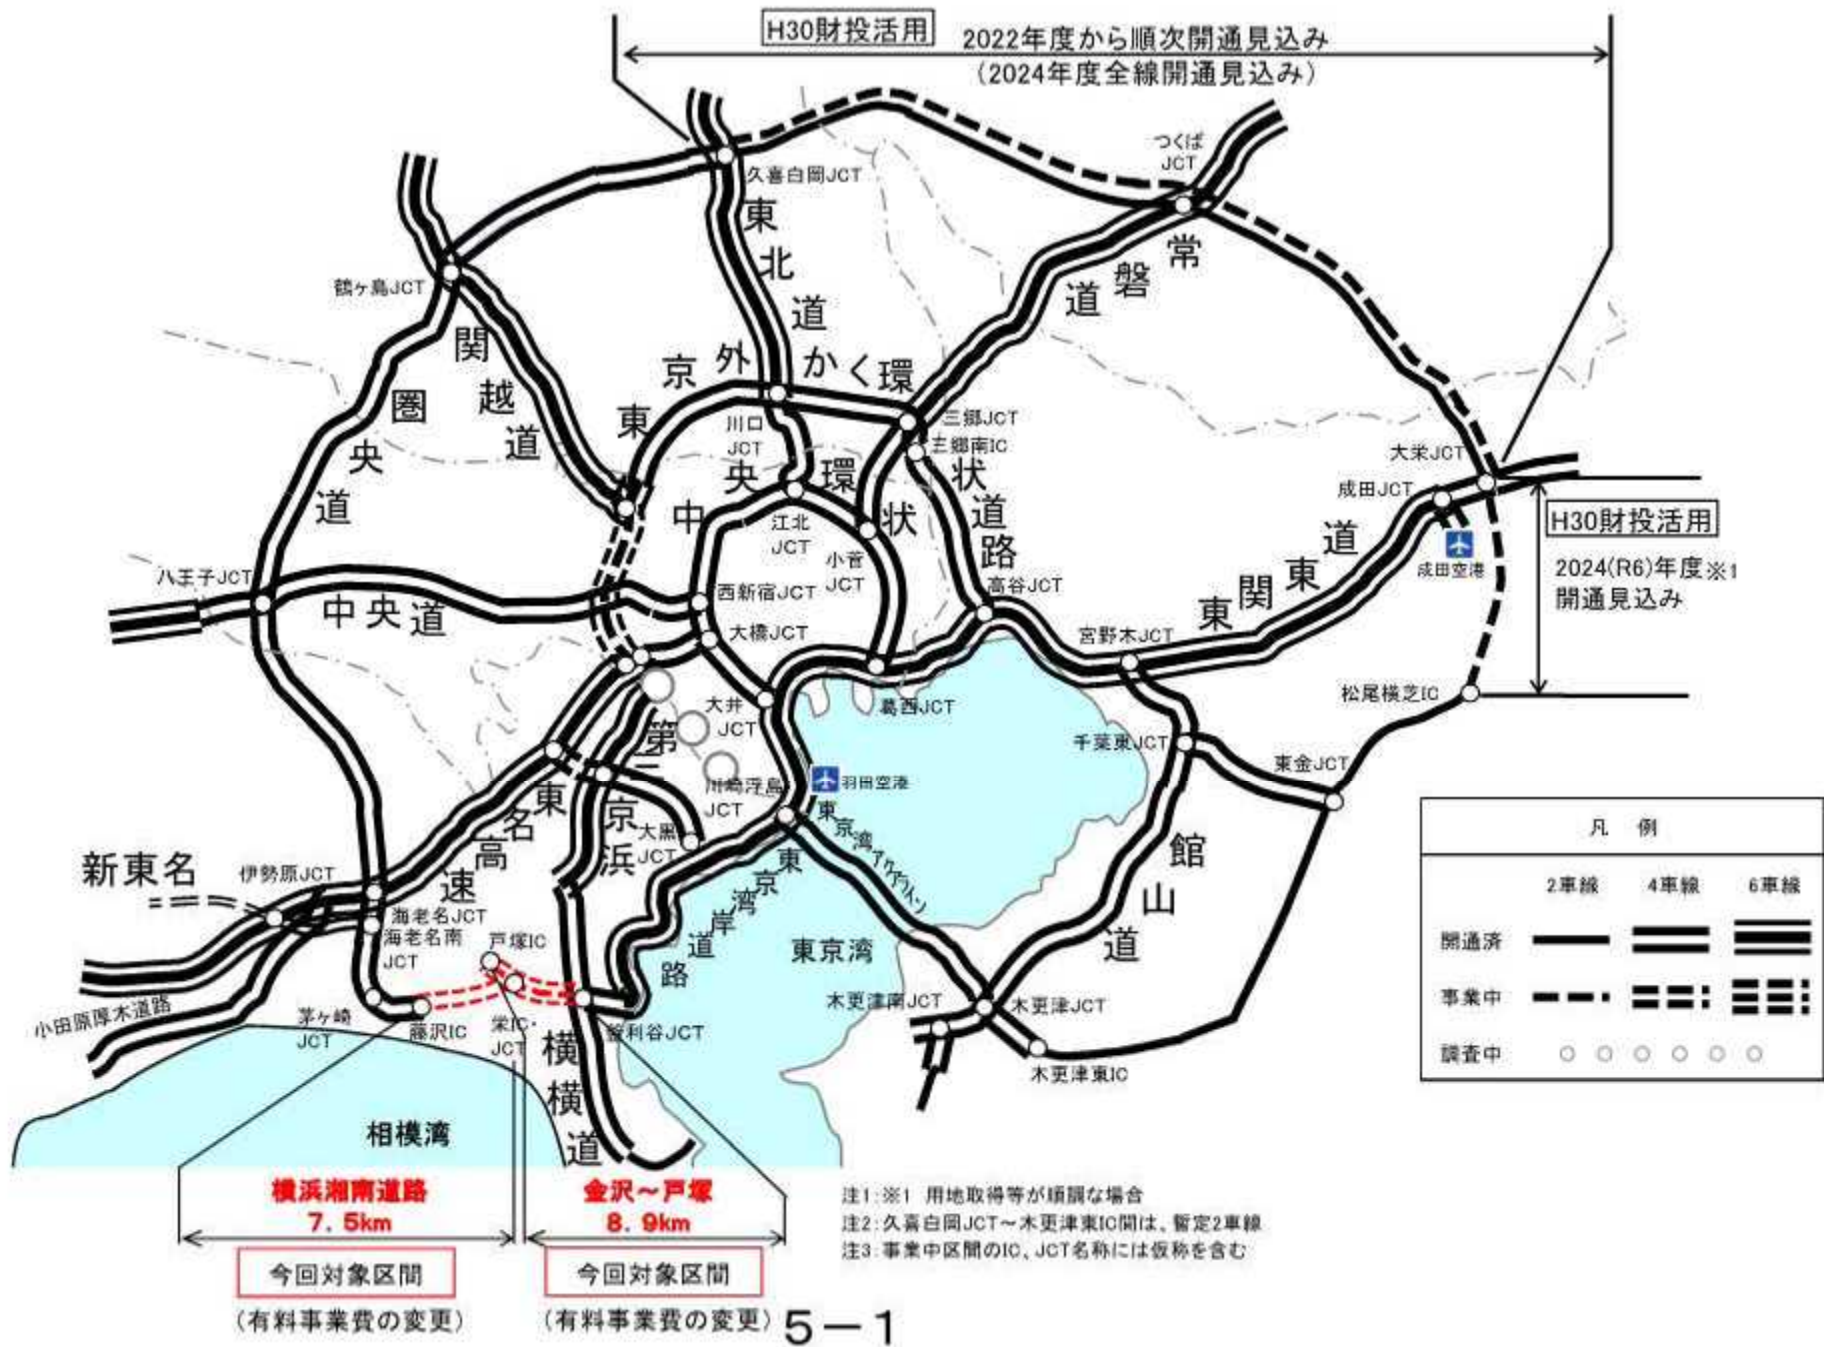 H30財投活用
2022年度から順次開通見込み
(2024年度全線開通見込み)
つくば
JCT
久喜白岡JCT
東北道
常磐道
鶴ヶ島JCT
関越道
圏央道
東京外かく環状道路
川口
JCT
三郷JCT
三郷南IC
中央環状
江北
JCT
小菅
JCT
大栄JCT
成田JCT
成田空港
H30財投活用
2024(R6)年度※1
開通見込み
東関東道
八王子JCT
中央道
西新宿JCT
大橋JCT
高谷JCT
宮野木JCT
松尾横芝IC
大井
JCT
葛西JCT
千葉東JCT
東金JCT
第三京浜
川崎浮島
JCT
羽田空港
東京湾アクアライン
大黒
JCT
東名高速
東京湾岸道路
館山道
新東名
伊勢原JCT
海老名JCT
海老名南
JCT
戸塚IC
東京湾
木更津南JCT
木更津JCT
木更津東IC
小田原厚木道路
茅ヶ崎
JCT
藤沢IC
栄IC・
JCT
釜利谷JCT
横横道
相模湾
凡 例
2車線 4車線 6車線
開通済
事業中
調査中
横浜湘南道路
7.5km
金沢~戸塚
8.9km
今回対象区間
(有料事業費の変更)
今回対象区間
(有料事業費の変更)
注1:※1 用地取得等が順調な場合
注2:久喜白岡JCT~木更津東IC間は、暫定2車線
注3:事業中区間のIC、JCT名称には仮称を含む
5-1